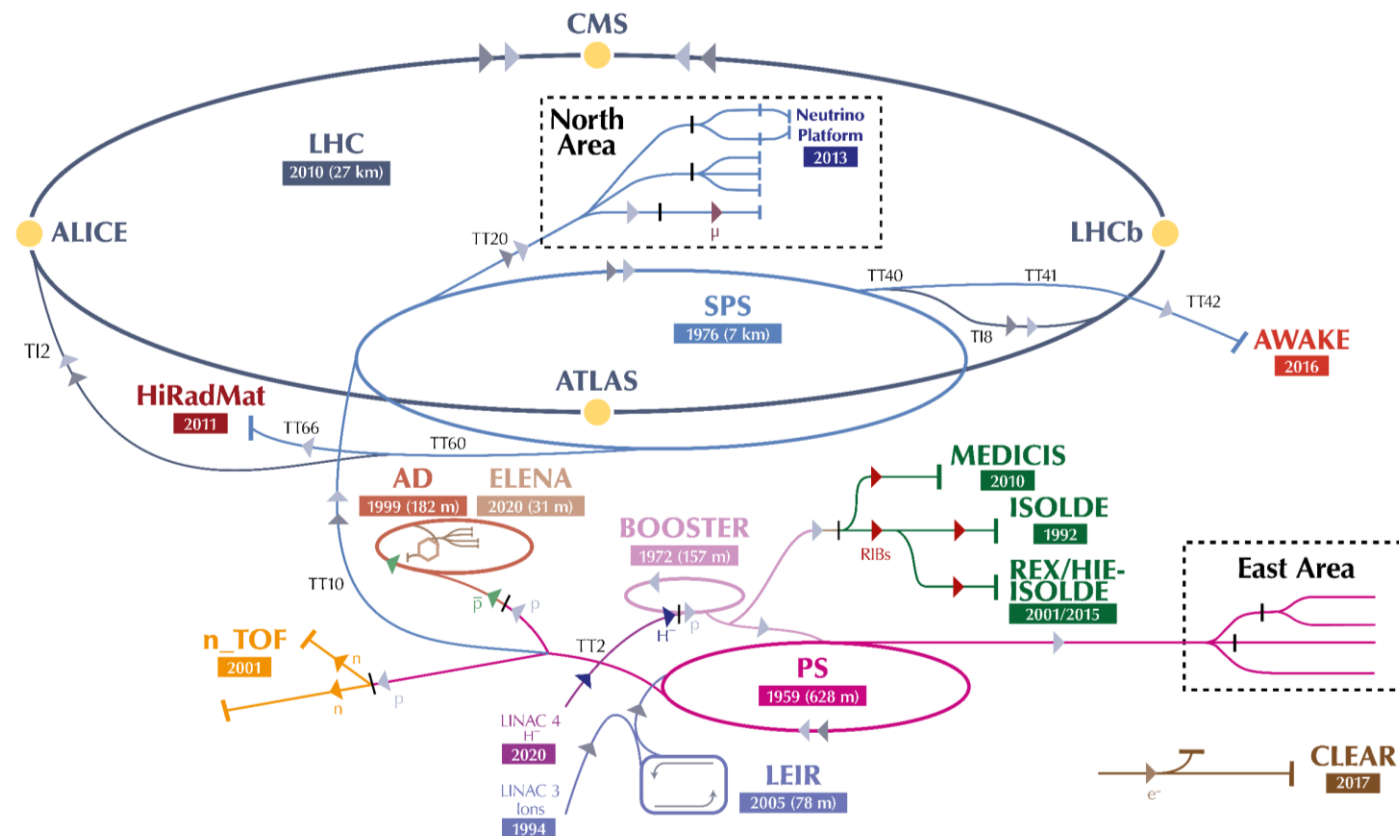 CMS
North
Area
Neutrino
Platform
2013
LHC
2010 (27 km)
μ
ALICE
LHCb
TT20
TT40
TT41
TT42
SPS
1976 (7 km)
TI8
TI2
AWAKE
2016
ATLAS
HiRadMat
2011
TT66
TT60
AD
1999 (182 m)
ELENA
2020 (31 m)
MEDICIS
2010
BOOSTER
1972 (157 m)
ISOLDE
1992
RIBs
REX/HIE-
ISOLDE
2001/2015
East Area
TT10
p̄
p
H⁻
p
n_TOF
2001
n
n
p
TT2
PS
1959 (628 m)
LINAC 4
H⁻
2020
LINAC 3
Ions
1994
LEIR
2005 (78 m)
e⁻
CLEAR
2017